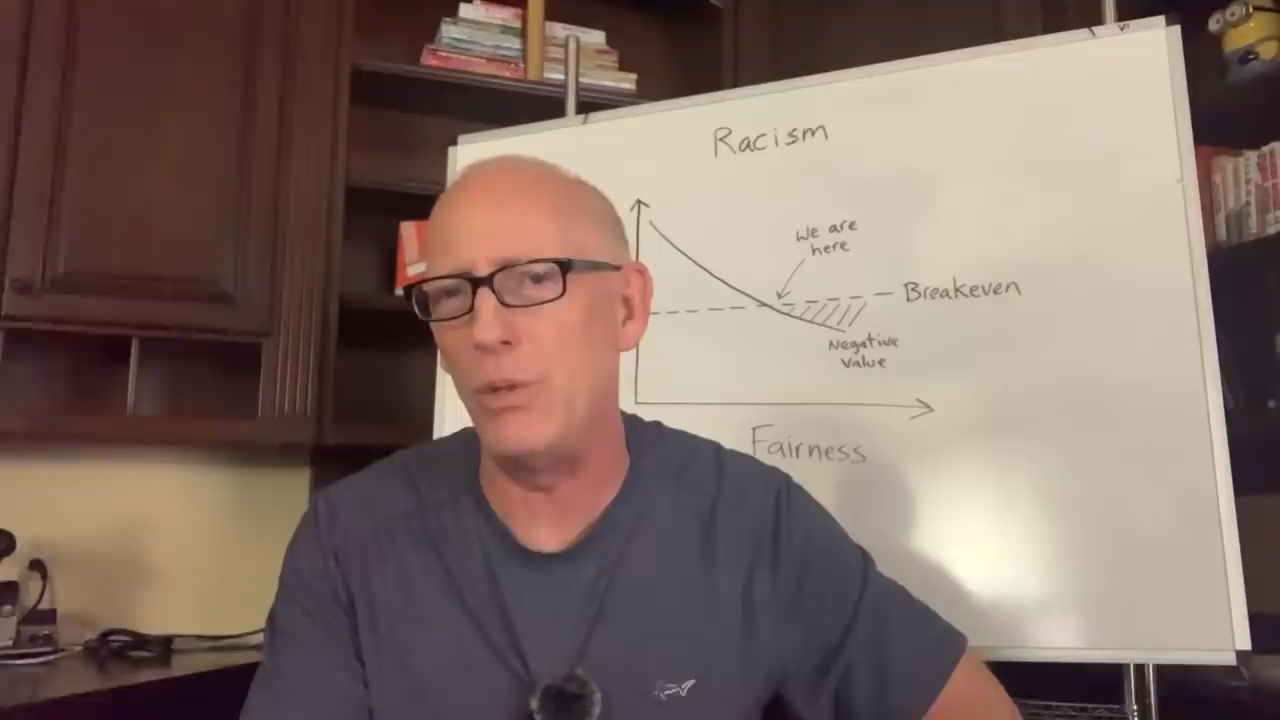 Racism
We are
here
Breakeven
Negative
value
Fairness